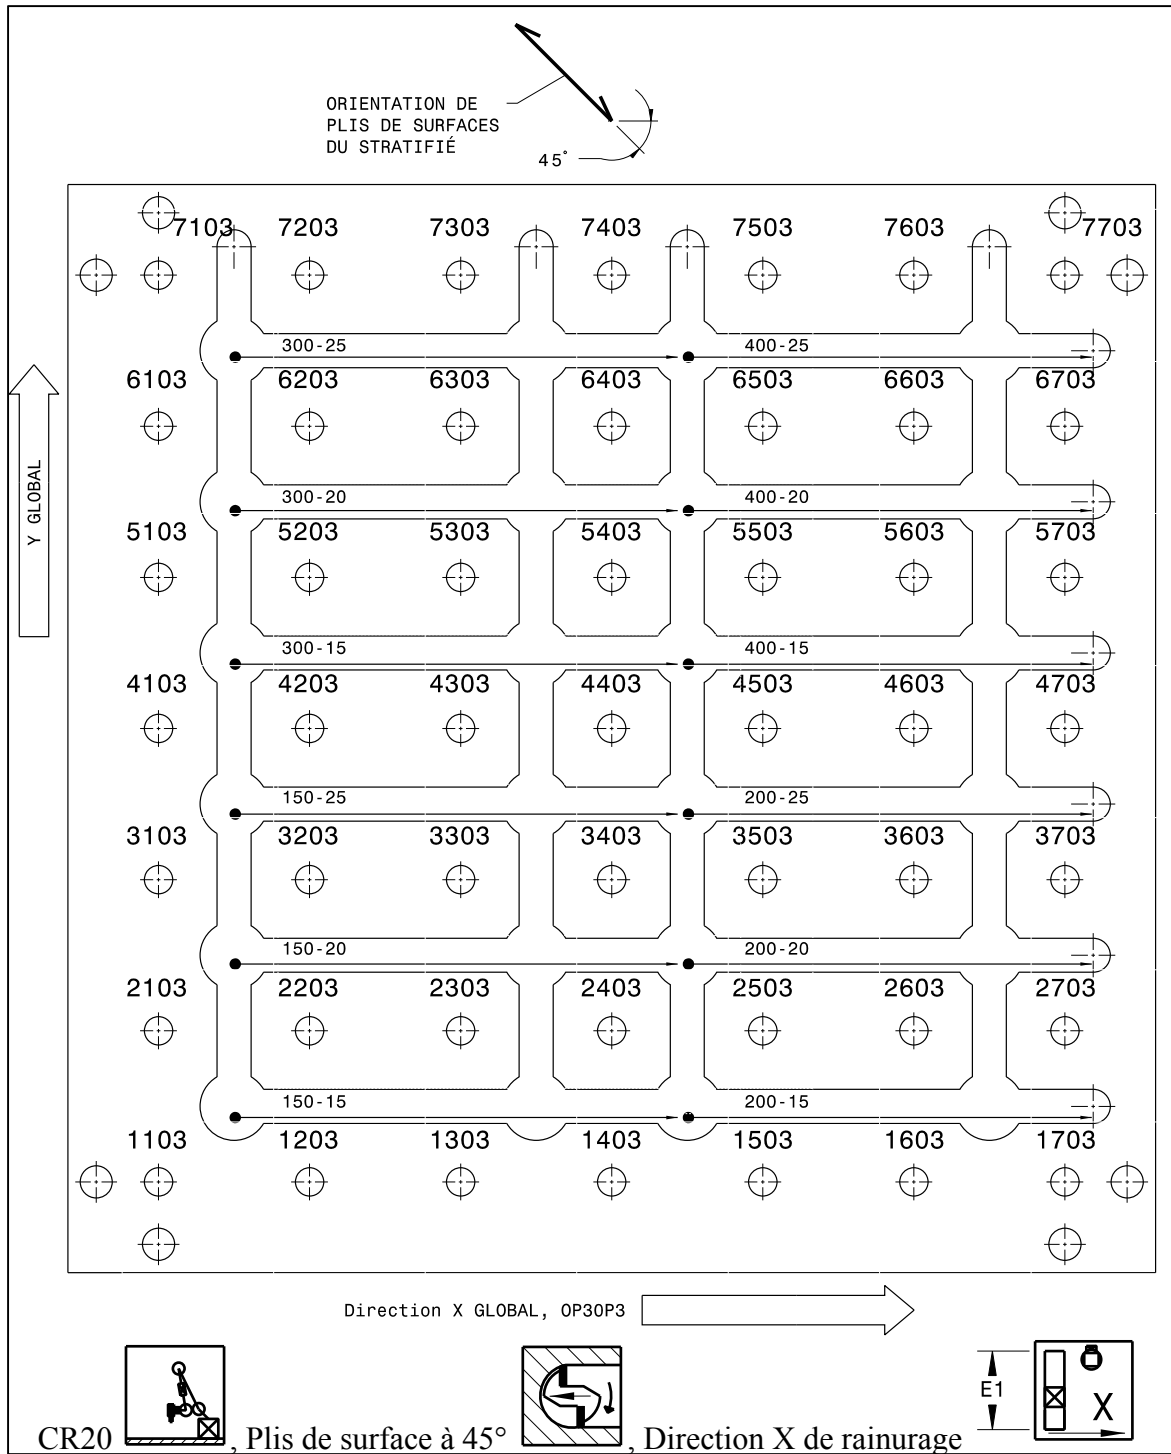 ORIENTATION DE
PLIS DE SURFACES
DU STRATIFIÉ
45°
7103 7203 7303 7403 7503 7603 7703
300-25 400-25
6103 6203 6303 6403 6503 6603 6703
Y GLOBAL
300-20 400-20
5103 5203 5303 5403 5503 5603 5703
300-15 400-15
4103 4203 4303 4403 4503 4603 4703
150-25 200-25
3103 3203 3303 3403 3503 3603 3703
150-20 200-20
2103 2203 2303 2403 2503 2603 2703
150-15 200-15
1103 1203 1303 1403 1503 1603 1703
Direction X GLOBAL, OP30P3
E1
X
CR20 , Plis de surface à 45° , Direction X de rainurage